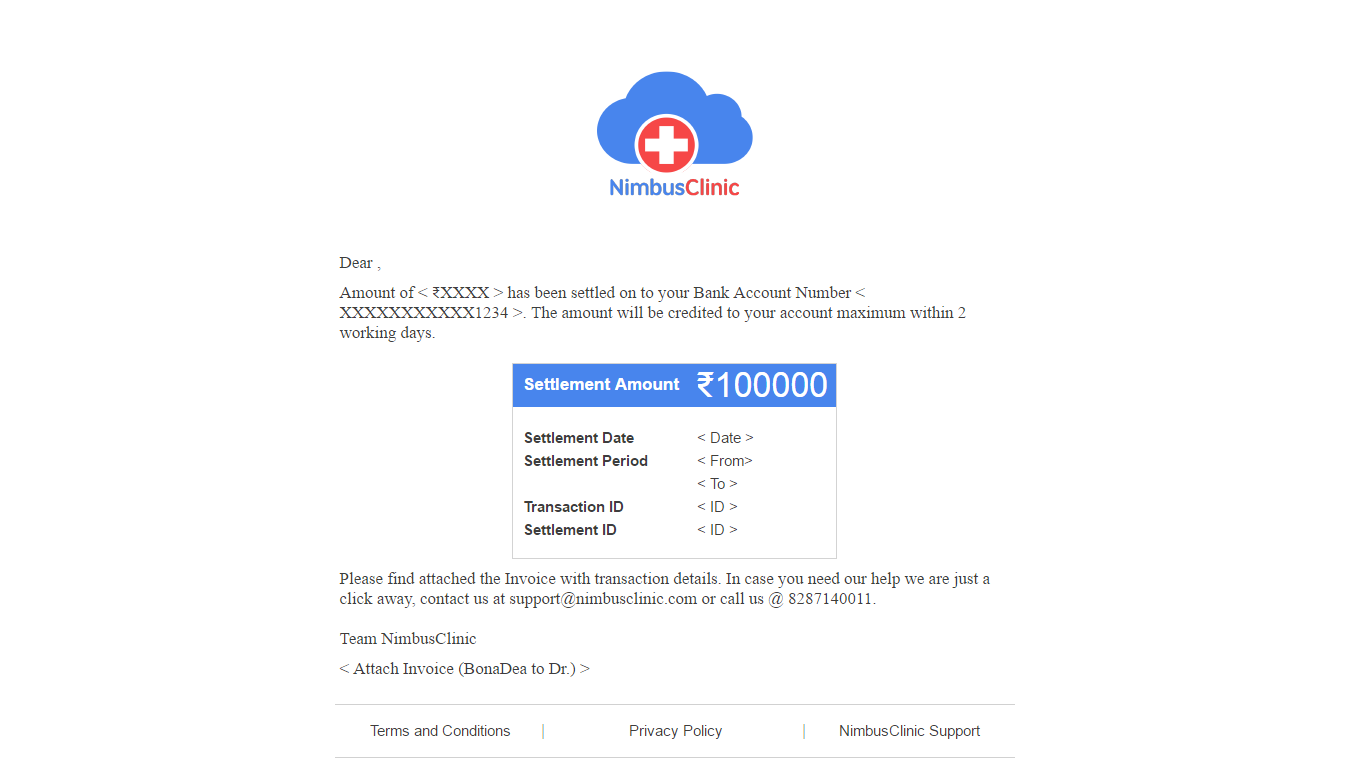 NimbusClinic
Dear ,
Amount of < ₹XXXX > has been settled on to your Bank Account Number <
XXXXXXXXXXX1234 >. The amount will be credited to your account maximum within 2
working days.
Settlement Amount ₹100000
Settlement Date < Date >
Settlement Period < From>
< To >
Transaction ID < ID >
Settlement ID < ID >
Please find attached the Invoice with transaction details. In case you need our help we are just a
click away, contact us at support@nimbusclinic.com or call us @ 8287140011.
Team NimbusClinic
< Attach Invoice (BonaDea to Dr.) >
Terms and Conditions | Privacy Policy | NimbusClinic Support